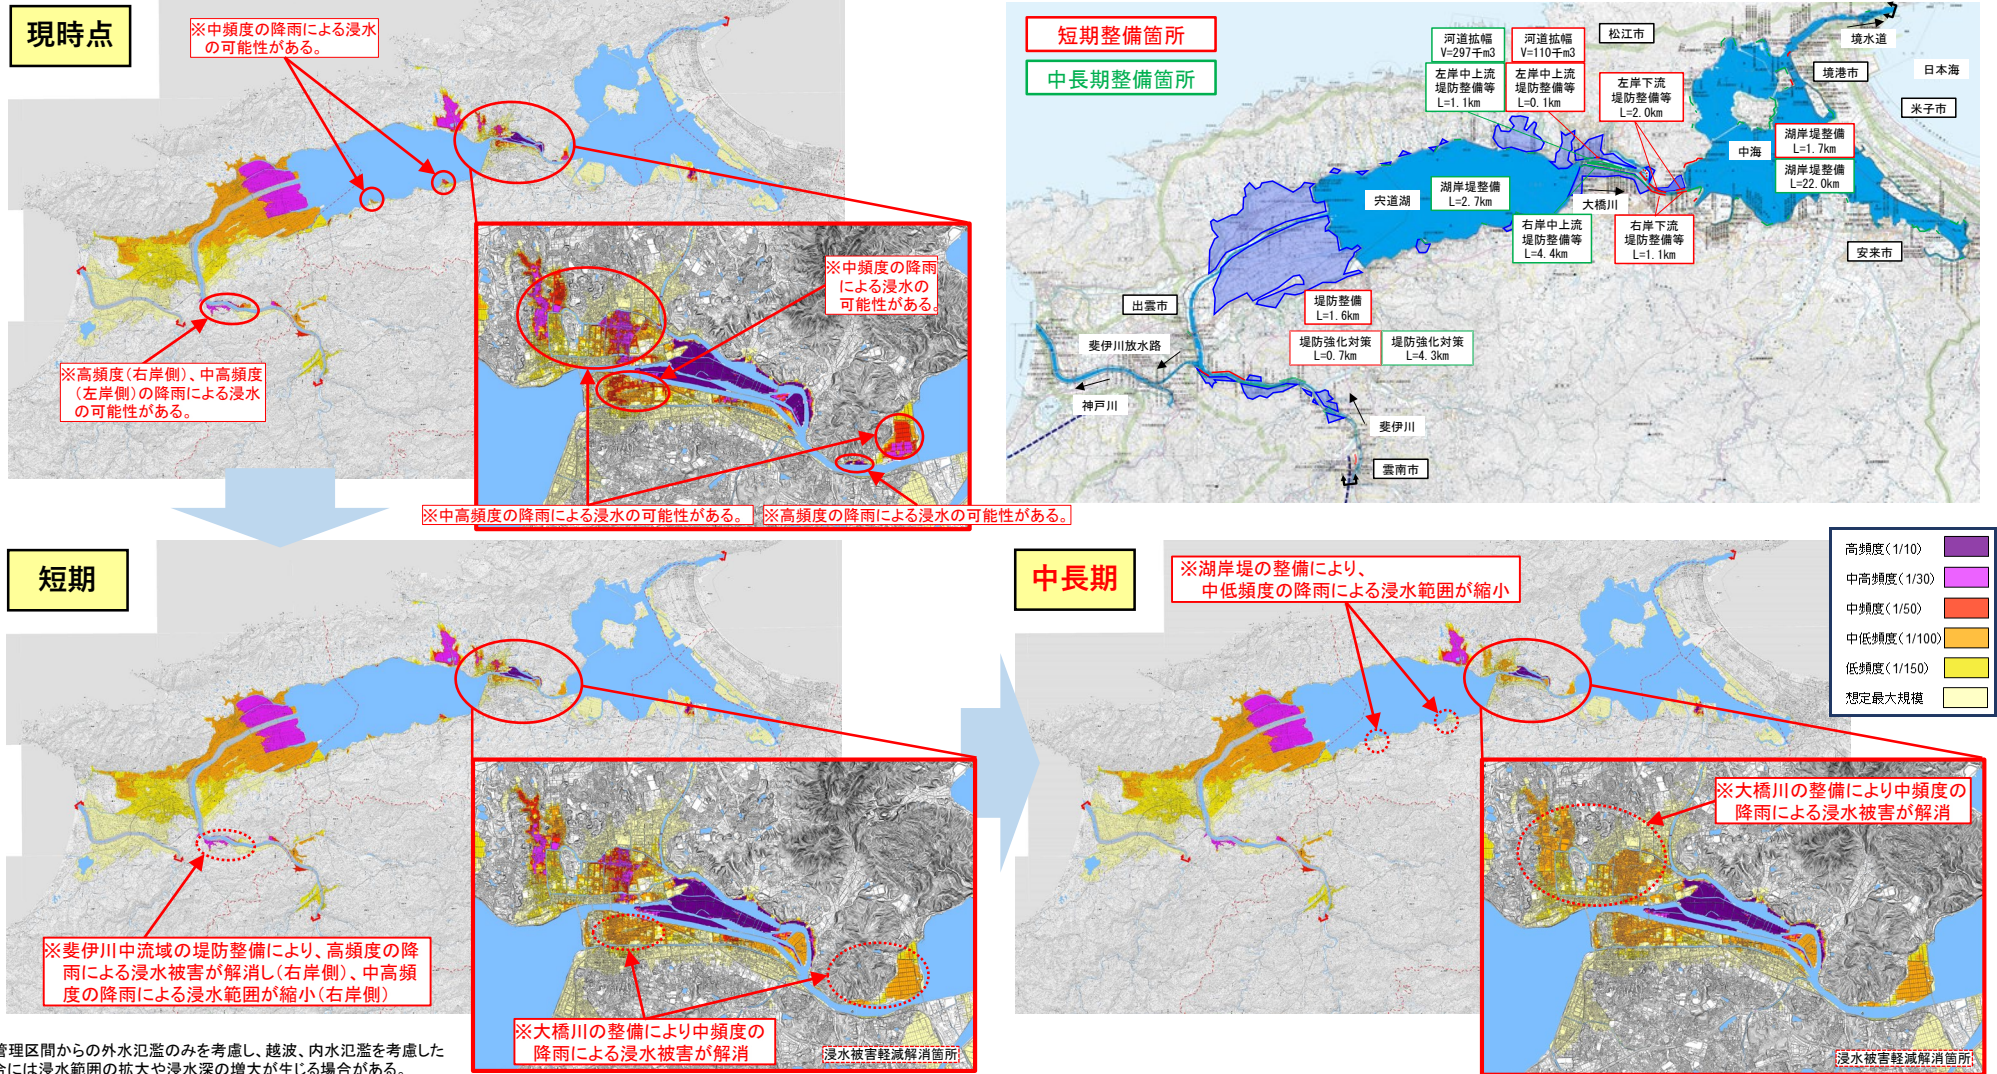 現時点
※中頻度の降雨による浸水
の可能性がある。
※高頻度(右岸側)、中高頻度
(左岸側)の降雨による浸水
の可能性がある。
※中頻度の降雨
による浸水の
可能性がある。
※中高頻度の降雨による浸水の可能性がある。
※高頻度の降雨による浸水の可能性がある。
短期整備箇所
中長期整備箇所
河道拡幅
V=297千m3
河道拡幅
V=110千m3
松江市
左岸中上流
堤防整備等
L=1.1km
左岸中上流
堤防整備等
L=0.1km
左岸下流
堤防整備等
L=2.0km
境水道
境港市
日本海
米子市
湖岸堤整備
L=1.7km
中海
湖岸堤整備
L=22.0km
宍道湖
湖岸堤整備
L=2.7km
大橋川
右岸中上流
堤防整備等
L=4.4km
右岸下流
堤防整備等
L=1.1km
安来市
出雲市
堤防整備
L=1.6km
斐伊川放水路
堤防強化対策
L=0.7km
堤防強化対策
L=4.3km
神戸川
斐伊川
雲南市
短期
※斐伊川中流域の堤防整備により、高頻度の降
雨による浸水被害が解消し(右岸側)、中高頻
度の降雨による浸水範囲が縮小(右岸側)
※大橋川の整備により中頻度の
降雨による浸水被害が解消
浸水被害軽減解消箇所
中長期
※湖岸堤の整備により、
中低頻度の降雨による浸水範囲が縮小
※大橋川の整備により中頻度の
降雨による浸水被害が解消
浸水被害軽減解消箇所
高頻度(1/10)
中高頻度(1/30)
中頻度(1/50)
中低頻度(1/100)
低頻度(1/150)
想定最大規模
管理区間からの外水氾濫のみを考慮し、越波、内水氾濫を考慮した
合には浸水範囲の拡大や浸水深の増大が生じる場合がある。